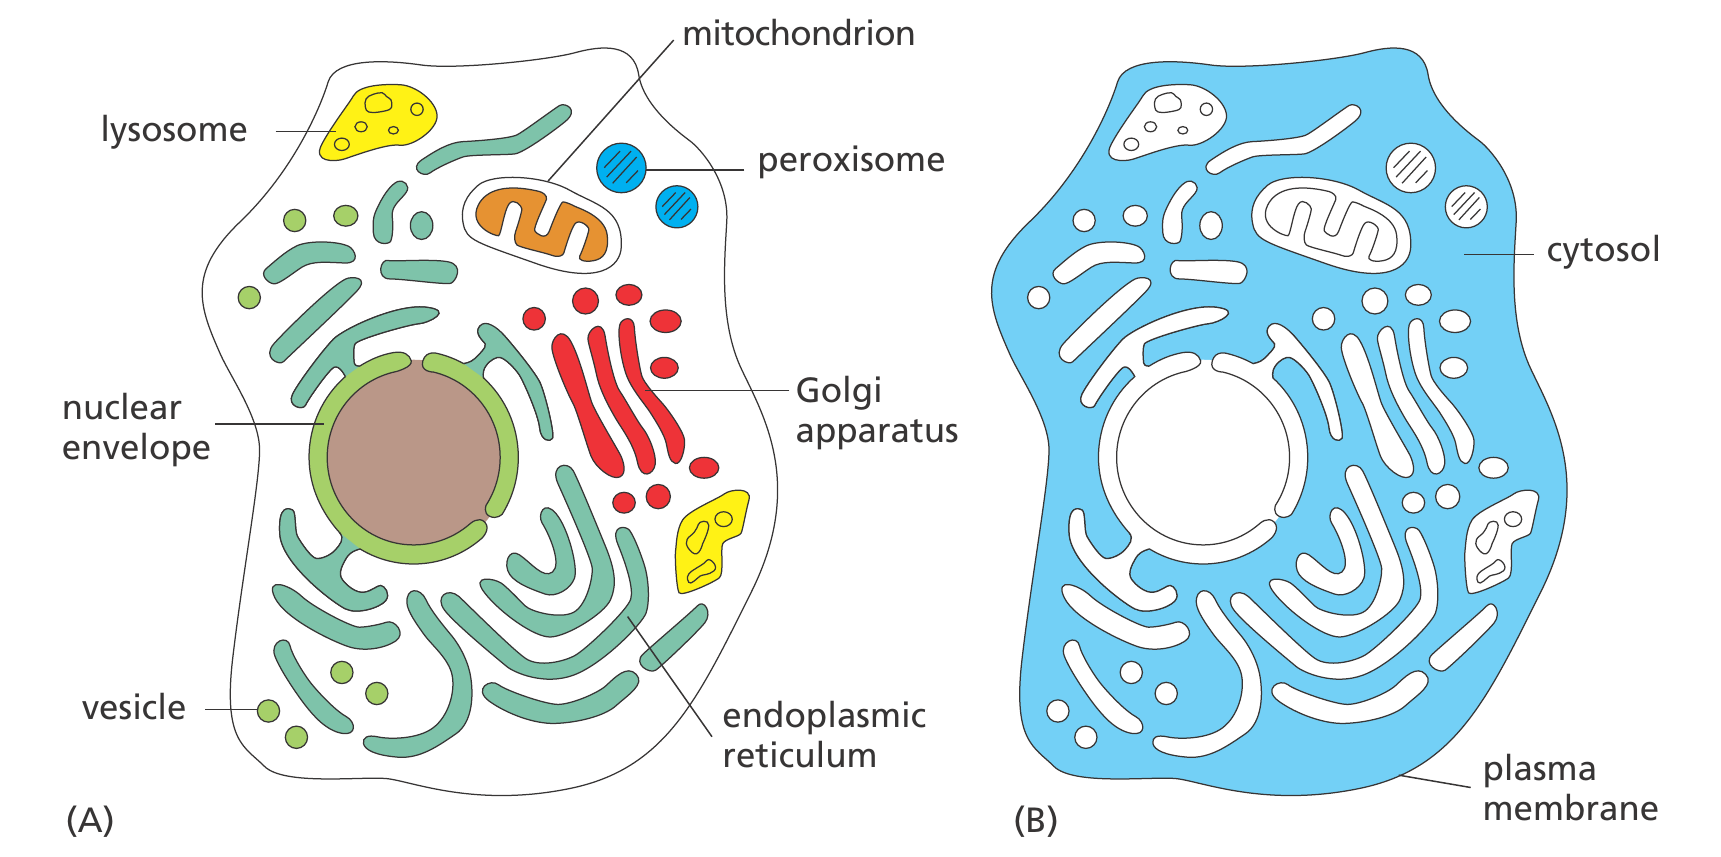 mitochondrion
lysosome
peroxisome
cytosol
Golgi
apparatus
nuclear
envelope
vesicle
endoplasmic
reticulum
plasma
membrane
(A)
(B)